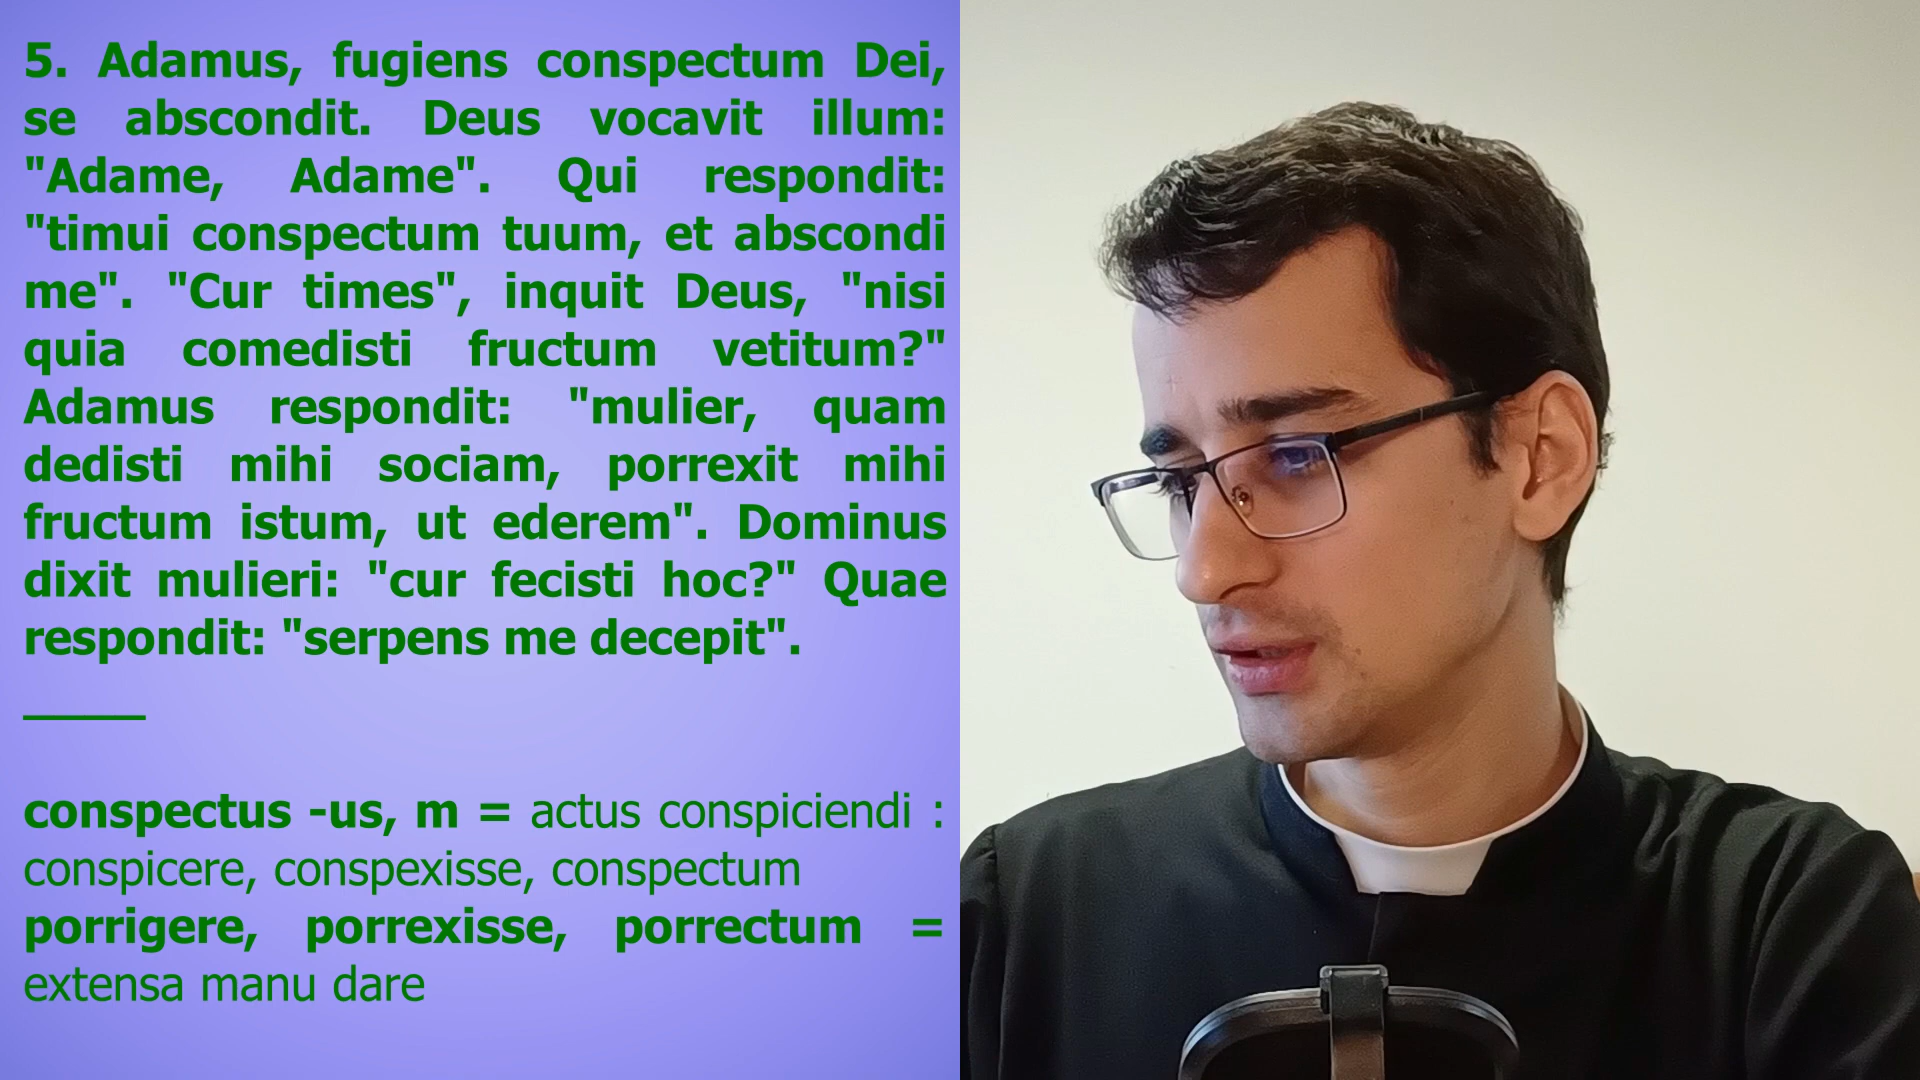 5. Adamus, fugiens conspectum Dei,
se abscondit. Deus vocavit illum:
"Adame, Adame". Qui respondit:
"timui conspectum tuum, et abscondi
me". "Cur times", inquit Deus, "nisi
quia comedisti fructum vetitum?"
Adamus respondit: "mulier, quam
dedisti mihi sociam, porrexit mihi
fructum istum, ut ederem". Dominus
dixit mulieri: "cur fecisti hoc?" Quae
respondit: "serpens me decepit".
_____
conspectus -us, m = actus conspiciendi :
conspicere, conspexisse, conspectum
porrigere, porrexisse, porrectum =
extensa manu dare